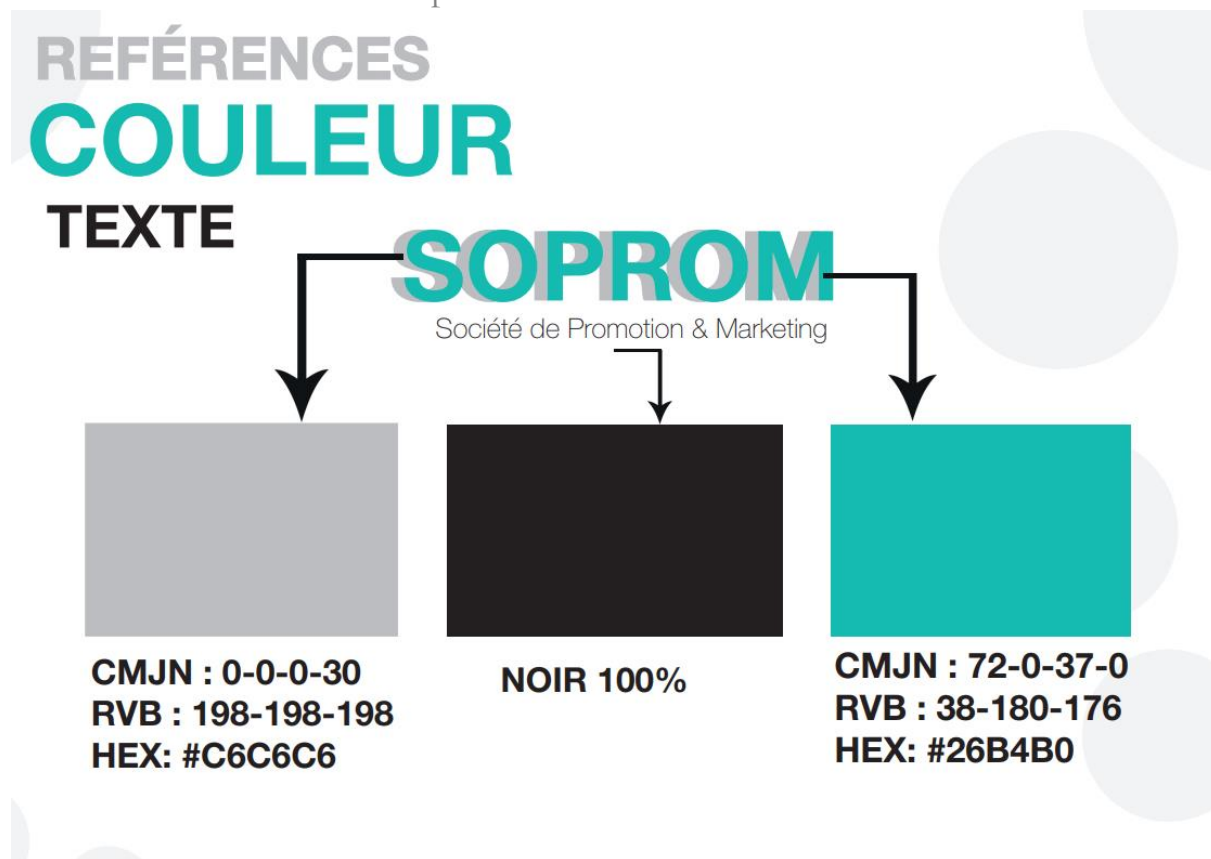 REFÉRENCES
COULEUR
TEXTE
SOPROM
Société de Promotion & Marketing
CMJN : 0-0-0-30
RVB : 198-198-198
HEX: #C6C6C6
NOIR 100%
CMJN : 72-0-37-0
RVB : 38-180-176
HEX: #26B4B0